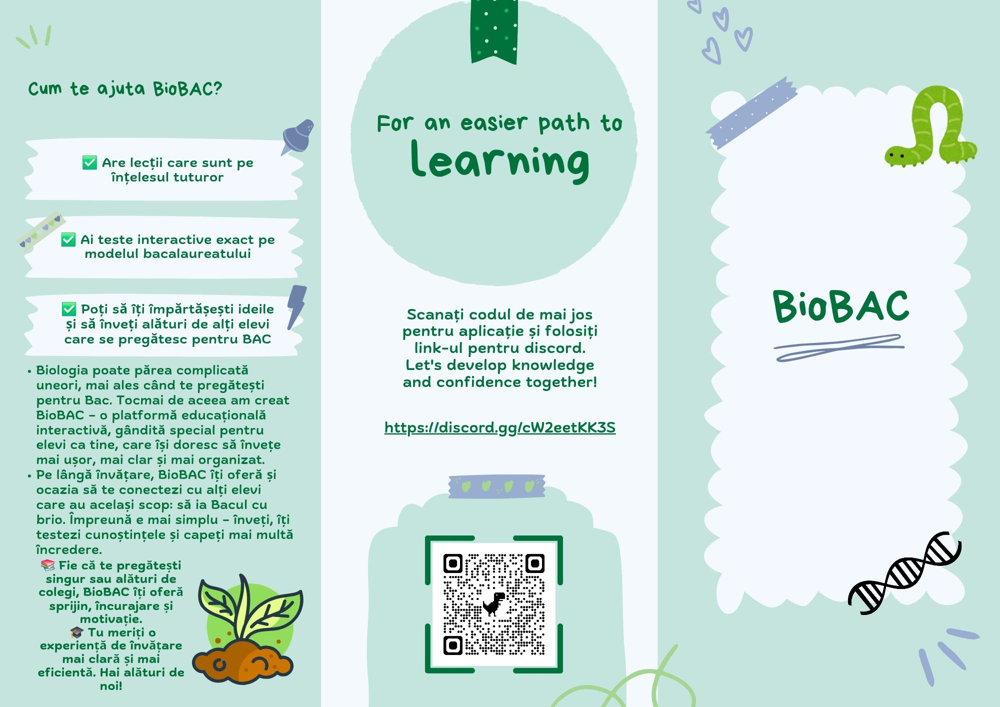 Cum te ajuta BioBAC?
✅ Are lecții care sunt pe
înțelesul tuturor
✅ Ai teste interactive exact pe
modelul bacalaureatului
✅ Poți să îți împărtășești ideile
și să înveți alături de alți elevi
care se pregătesc pentru BAC
• Biologia poate părea complicată
uneori, mai ales când te pregătești
pentru Bac. Tocmai de aceea am creat
BioBAC – o platformă educațională
interactivă, gândită special pentru
elevi ca tine, care își doresc să învețe
mai ușor, mai clar și mai organizat.
• Pe lângă învățare, BioBAC îți oferă și
ocazia să te conectezi cu alți elevi
care au același scop: să ia Bacul cu
brio. Împreună e mai simplu – înveți, îți
testezi cunoștințele și capeți mai multă
încredere.
📚 Fie că te pregătești
singur sau alături de
colegi, BioBAC îți oferă
sprijin, încurajare și
motivație.
🎓 Tu meriți o
experiență de învățare
mai clară și mai
eficientă. Hai alături de
noi!
For an easier path to
learning
Scanați codul de mai jos
pentru aplicație și folosiți
link-ul pentru discord.
Let's develop knowledge
and confidence together!
https://discord.gg/cW2eetKK3S
BioBAC